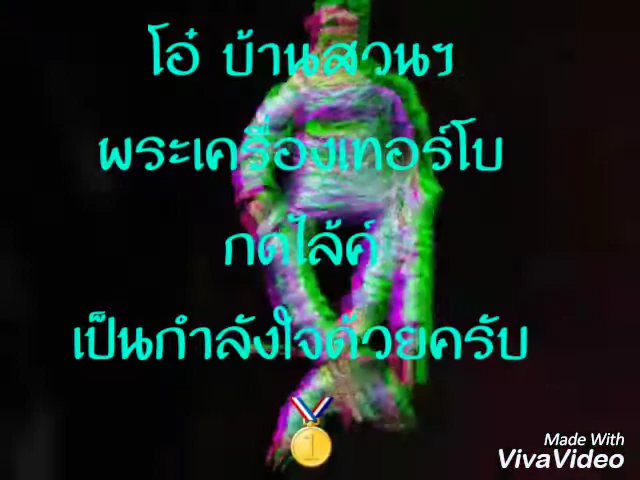 โอ๋ บ้านสวนฯ
พระเครื่องเทอร์โบ
กดไล้ค์
เป็นกำลังใจด้วยครับ
1
Made With
VivaVideo